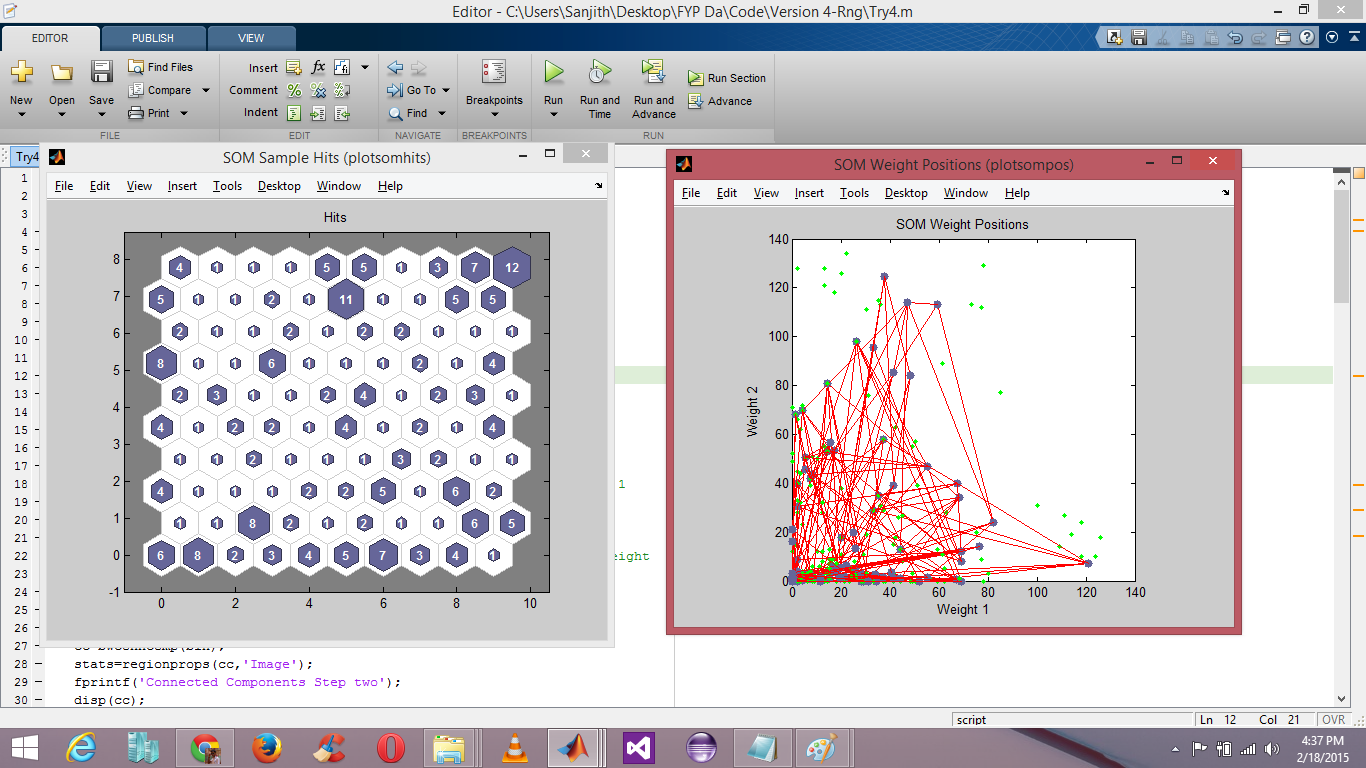 Editor - C:\Users\Sanjith\Desktop\FYP Da\Code\Version 4-Rng\Try4.m
EDITOR PUBLISH VIEW
New Open Save Find Files Compare Print
Insert Comment Indent
Go To Find
Breakpoints
Run Run and Time Run and Advance Run Section Advance
FILE EDIT NAVIGATE BREAKPOINTS RUN
Try4
SOM Sample Hits (plotsomhits)
File Edit View Insert Tools Desktop Window Help
Hits
8 4 1 1 1 5 5 1 3 7 12
7 5 1 1 2 1 11 1 1 5 5
6 2 1 1 2 1 2 2 1 1 1
5 8 1 1 6 1 1 1 2 1 4
4 2 3 1 1 2 4 1 2 3 1
4 1 2 2 1 4 1 2 1 4
3 1 1 2 1 1 1 3 2 1 1
2 4 1 1 1 2 2 5 1 6 2
1 1 1 8 2 1 2 1 1 6 5
0 6 8 2 3 4 5 7 3 4 1
-1
0 2 4 6 8 10
SOM Weight Positions (plotsompos)
File Edit View Insert Tools Desktop Window Help
SOM Weight Positions
140
120
100
80
60
40
20
0
Weight 2
0 20 40 60 80 100 120 140
Weight 1
1
2
3
4
5
6
7
8
9
10
11
12
13
14
15
16
17
18 1
19
20
21
22 eight
23
24
25
26
27
28 stats=regionprops(cc,'Image');
29 fprintf('Connected Components Step two');
30 disp(cc);
script Ln 12 Col 21 OVR
4:37 PM
2/18/2015